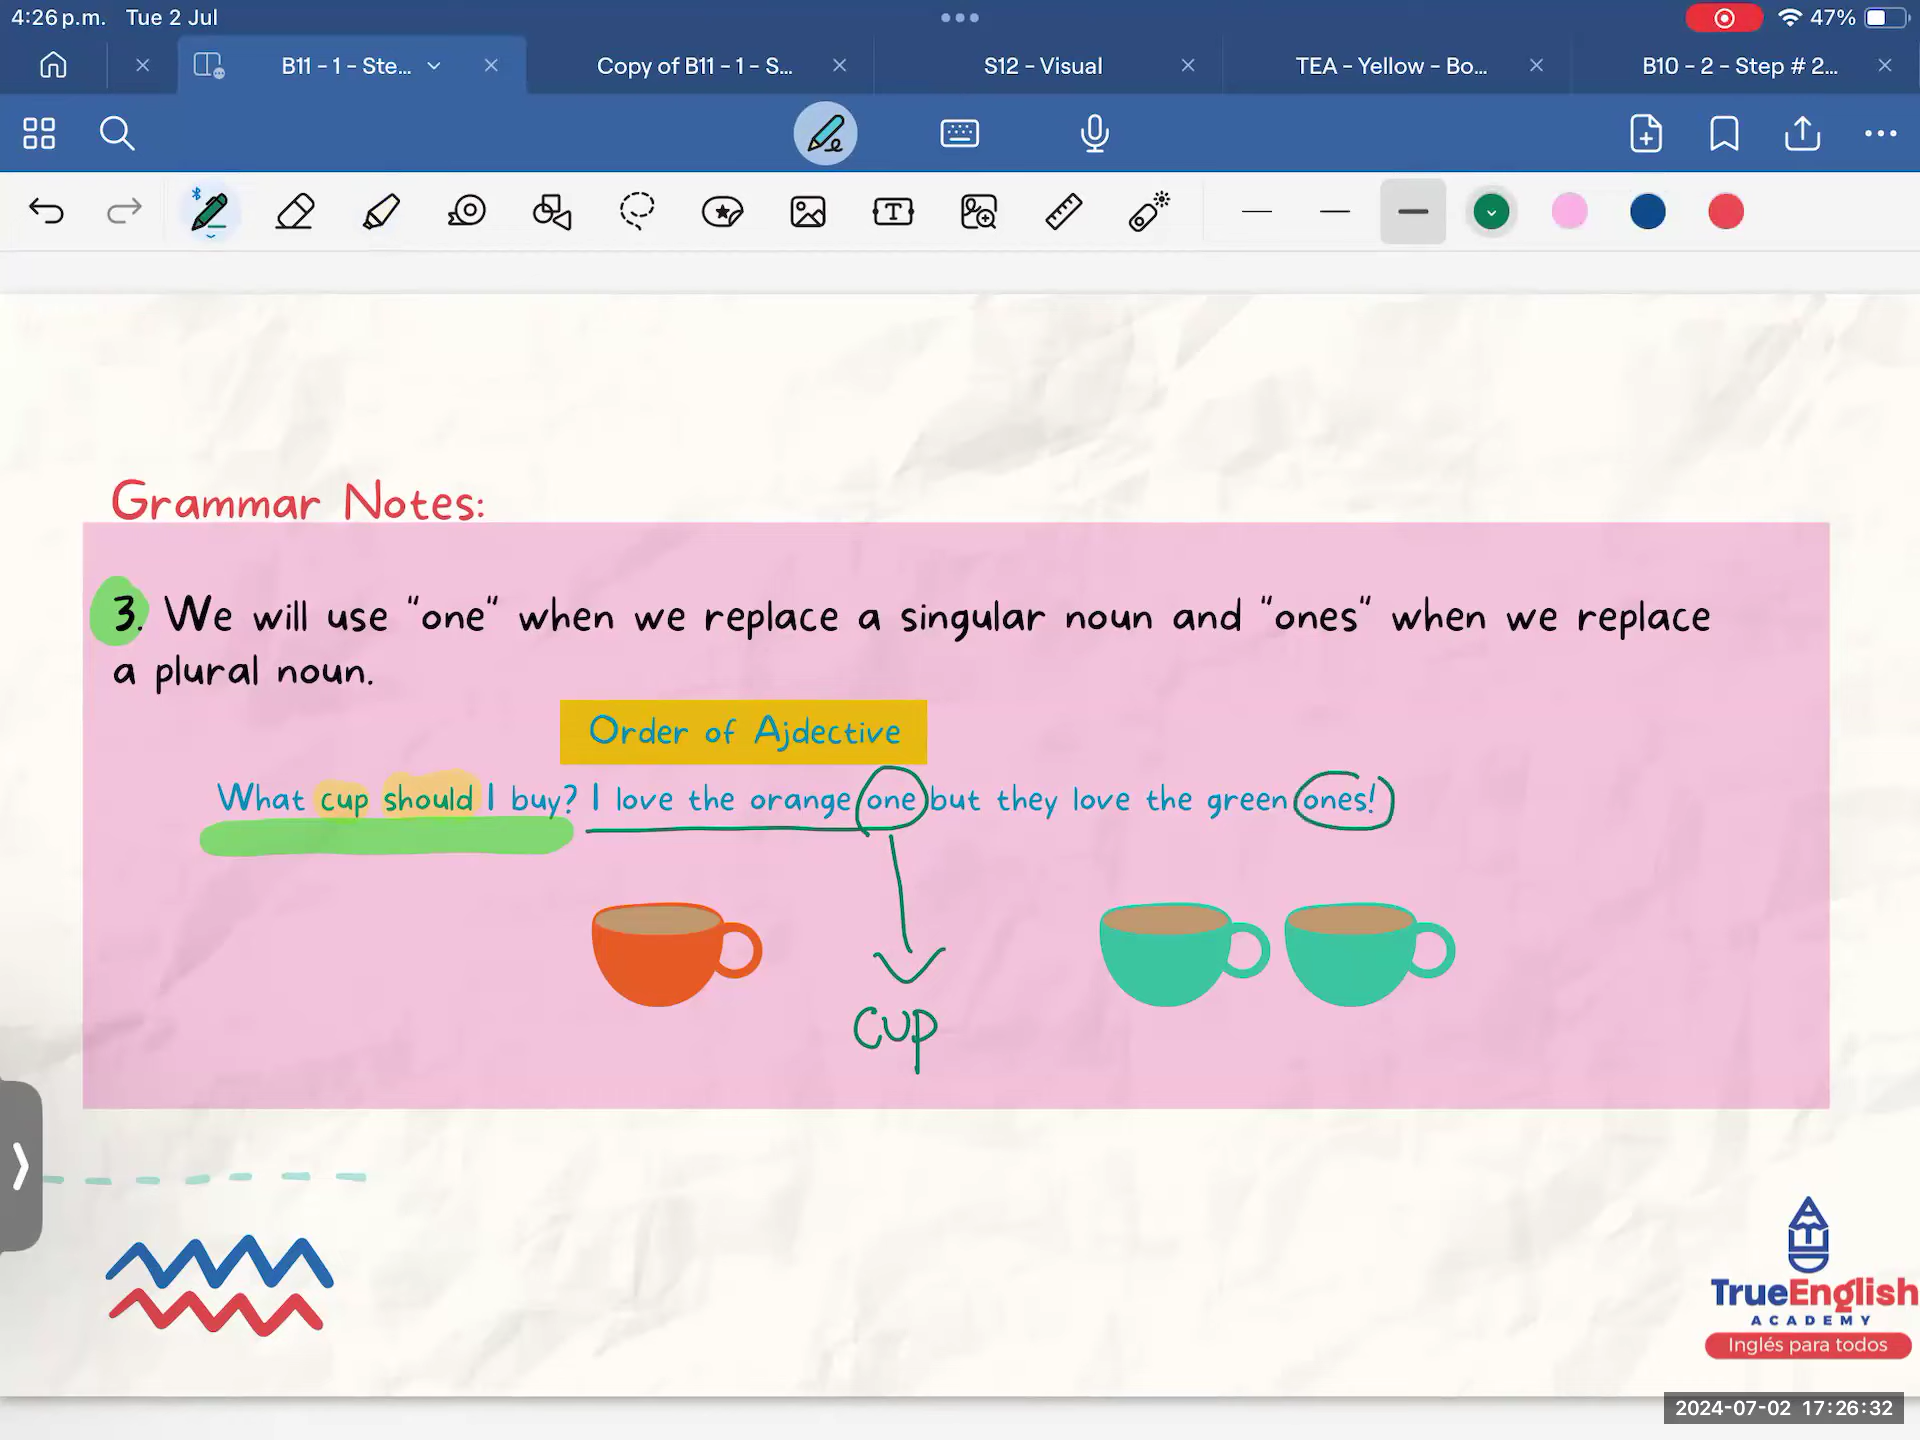 4:26 p.m. Tue 2 Jul
47%
B11 - 1 - Ste...
Copy of B11 - 1 - S...
S12 - Visual
TEA - Yellow - Bo...
B10 - 2 - Step # 2...
Grammar Notes:
3. We will use "one" when we replace a singular noun and "ones" when we replace
a plural noun.
Order of Ajdective
What cup should I buy? I love the orange one but they love the green ones!
cup
TrueEnglish
ACADEMY
Inglés para todos
2024-07-02 17:26:32